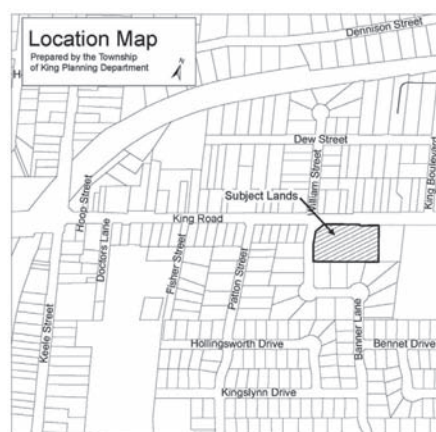 Location Map
Prepared by the Township
of King Planning Department
N
Dennison Street
Dew Street
William Street
King Boulevard
Subject Lands
King Road
Hoop Street
Doctors Lane
Fisher Street
Patton Street
Keele Street
Banner Lane
Hollingsworth Drive
Bennet Drive
Kingslynn Drive